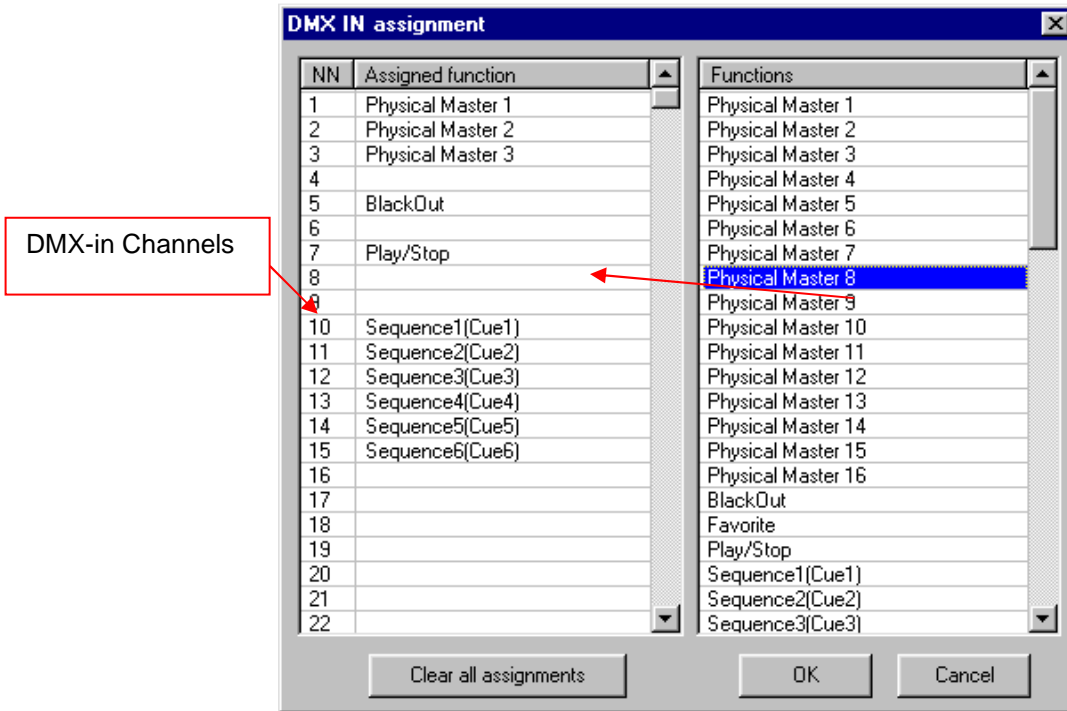 DMX IN assignment
NN Assigned function
1 Physical Master 1
2 Physical Master 2
3 Physical Master 3
4
5 BlackOut
6
7 Play/Stop
8
9
10 Sequence1(Cue1)
11 Sequence2(Cue2)
12 Sequence3(Cue3)
13 Sequence4(Cue4)
14 Sequence5(Cue5)
15 Sequence6(Cue6)
16
17
18
19
20
21
22
Functions
Physical Master 1
Physical Master 2
Physical Master 3
Physical Master 4
Physical Master 5
Physical Master 6
Physical Master 7
Physical Master 8
Physical Master 9
Physical Master 10
Physical Master 11
Physical Master 12
Physical Master 13
Physical Master 14
Physical Master 15
Physical Master 16
BlackOut
Favorite
Play/Stop
Sequence1(Cue1)
Sequence2(Cue2)
Sequence3(Cue3)
DMX-in Channels
Clear all assignments
OK
Cancel